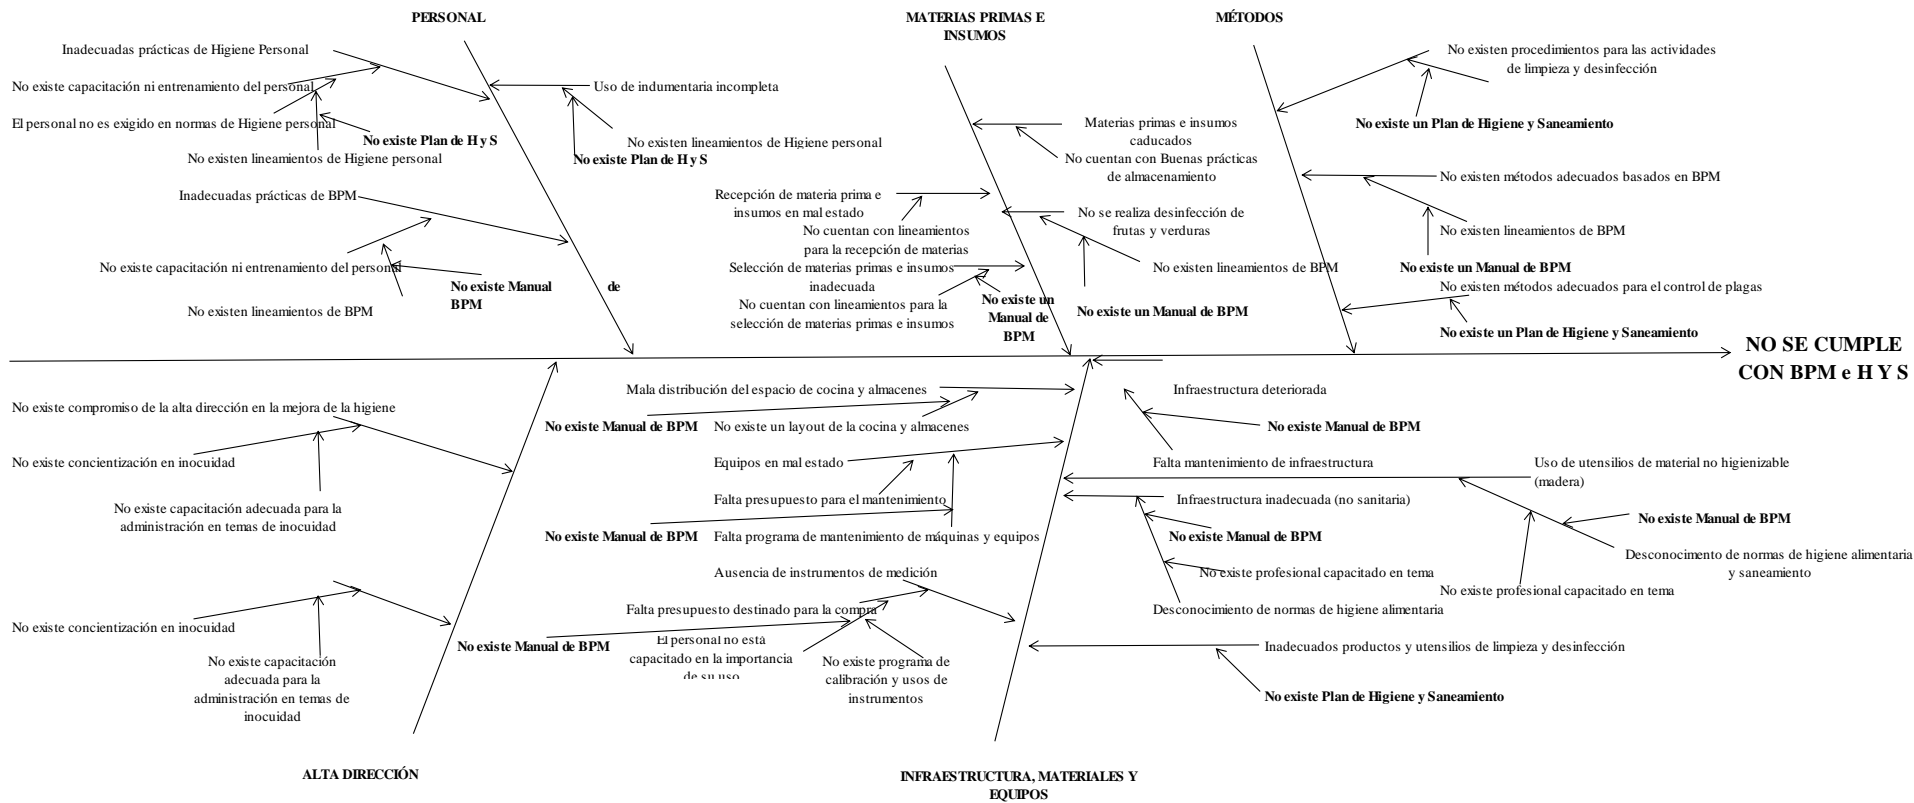 PERSONAL
Inadecuadas prácticas de Higiene Personal
No existe capacitación ni entrenamiento del personal
El personal no es exigido en normas de Higiene personal
No existe Plan de H y S
No existen lineamientos de Higiene personal
Uso de indumentaria incompleta
No existen lineamientos de Higiene personal
No existe Plan de H y S
Inadecuadas prácticas de BPM
No existe capacitación ni entrenamiento del personal
No existe Manual de
BPM
No existen lineamientos de BPM
MATERIAS PRIMAS E
INSUMOS
Materias primas e insumos
caducados
No cuentan con Buenas prácticas
de almacenamiento
Recepción de materia prima e
insumos en mal estado
No cuentan con lineamientos
para la recepción de materias
No se realiza desinfección de
frutas y verduras
No existen lineamientos de BPM
No existe un Manual de BPM
Selección de materias primas e insumos
inadecuada
No cuentan con lineamientos para la
selección de materias primas e insumos
No existe un
Manual de
BPM
MÉTODOS
No existen procedimientos para las actividades
de limpieza y desinfección
No existe un Plan de Higiene y Saneamiento
No existen métodos adecuados basados en BPM
No existen lineamientos de BPM
No existe un Manual de BPM
No existen métodos adecuados para el control de plagas
No existe un Plan de Higiene y Saneamiento
NO SE CUMPLE
CON BPM e H Y S
No existe compromiso de la alta dirección en la mejora de la higiene
No existe concientización en inocuidad
No existe capacitación adecuada para la
administración en temas de inocuidad
No existe concientización en inocuidad
No existe capacitación
adecuada para la
administración en temas de
inocuidad
ALTA DIRECCIÓN
Mala distribución del espacio de cocina y almacenes
No existe Manual de BPM
No existe un layout de la cocina y almacenes
Equipos en mal estado
Falta presupuesto para el mantenimiento
No existe Manual de BPM
Falta programa de mantenimiento de máquinas y equipos
Ausencia de instrumentos de medición
Falta presupuesto destinado para la compra
No existe Manual de BPM
El personal no está
capacitado en la importancia
de su uso
No existe programa de
calibración y usos de
instrumentos
Infraestructura deteriorada
No existe Manual de BPM
Falta mantenimiento de infraestructura
Uso de utensilios de material no higienizable
(madera)
Infraestructura inadecuada (no sanitaria)
No existe Manual de BPM
No existe profesional capacitado en tema
Desconocimiento de normas de higiene alimentaria
No existe Manual de BPM
Desconocimento de normas de higiene alimentaria
y saneamiento
No existe profesional capacitado en tema
Inadecuados productos y utensilios de limpieza y desinfección
No existe Plan de Higiene y Saneamiento
INFRAESTRUCTURA, MATERIALES Y
EQUIPOS